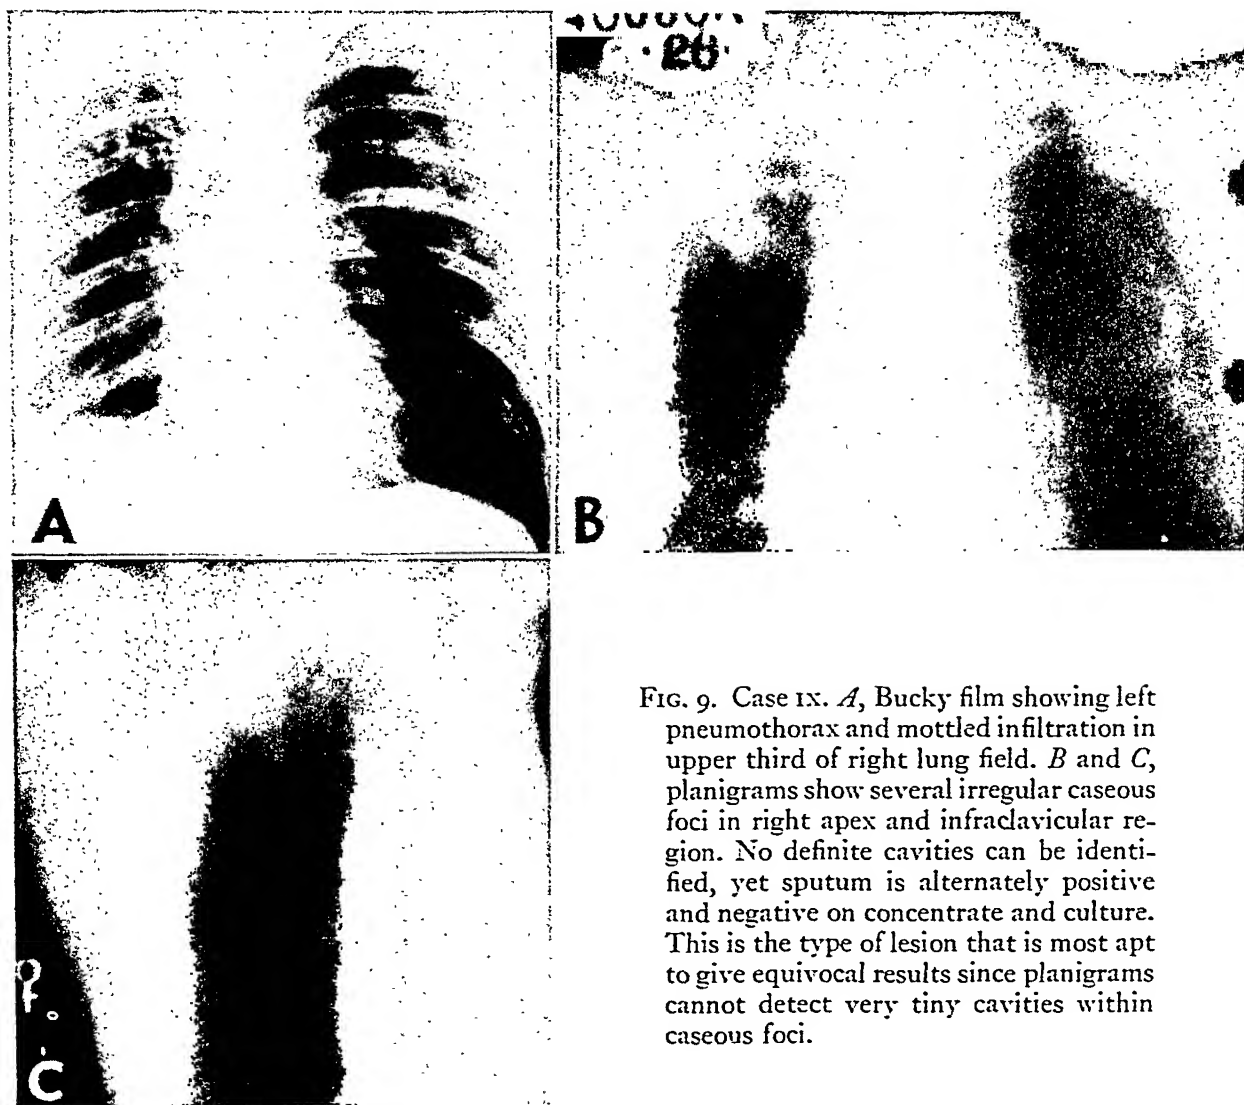 A
B
C
FIG. 9. Case IX. A, Bucky film showing left
pneumothorax and mottled infiltration in
upper third of right lung field. B and C,
planigrams show several irregular caseous
foci in right apex and infraclavicular re-
gion. No definite cavities can be identi-
fied, yet sputum is alternately positive
and negative on concentrate and culture.
This is the type of lesion that is most apt
to give equivocal results since planigrams
cannot detect very tiny cavities within
caseous foci.